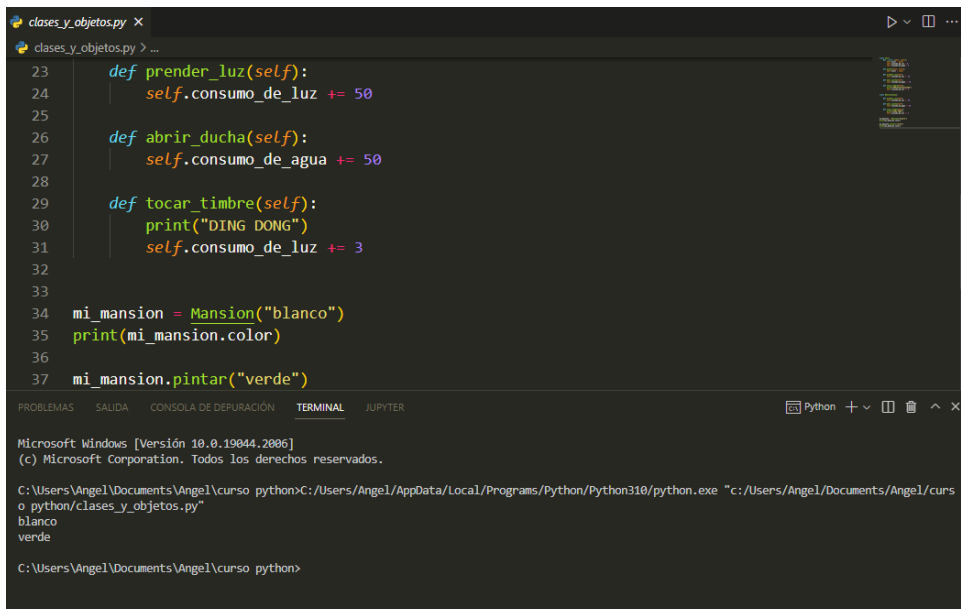 clases_y_objetos.py
clases_y_objetos.py > ...
23 def prender_luz(self):
24 self.consumo_de_luz += 50
25
26 def abrir_ducha(self):
27 self.consumo_de_agua += 50
28
29 def tocar_timbre(self):
30 print("DING DONG")
31 self.consumo_de_luz += 3
32
33
34 mi_mansion = Mansion("blanco")
35 print(mi_mansion.color)
36
37 mi_mansion.pintar("verde")
PROBLEMAS SALIDA CONSOLA DE DEPURACIÓN TERMINAL JUPYTER Python
Microsoft Windows [Versión 10.0.19044.2006]
(c) Microsoft Corporation. Todos los derechos reservados.
C:\Users\Angel\Documents\Angel\curso python>C:/Users/Angel/AppData/Local/Programs/Python/Python310/python.exe "c:/Users/Angel/Documents/Angel/curs
o python/clases_y_objetos.py"
blanco
verde
C:\Users\Angel\Documents\Angel\curso python>